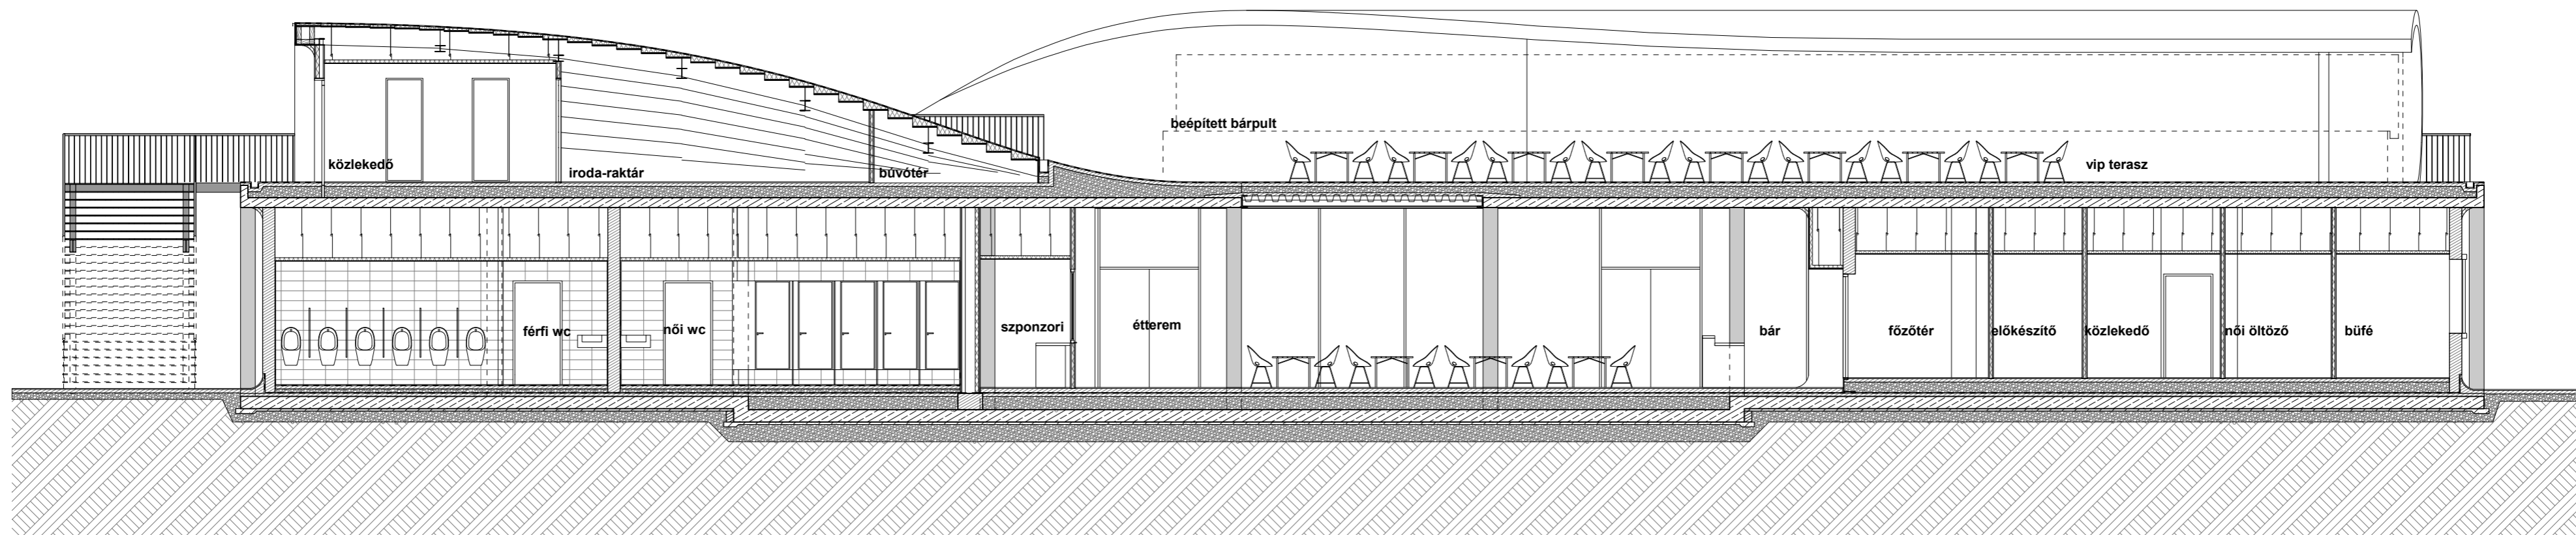 beépített bárpult
közlekedő
iroda-raktár
búvótér
vip terasz
férfi wc
női wc
szponzori
étterem
bár
főzőtér
előkészítő
közlekedő
női öltöző
büfé